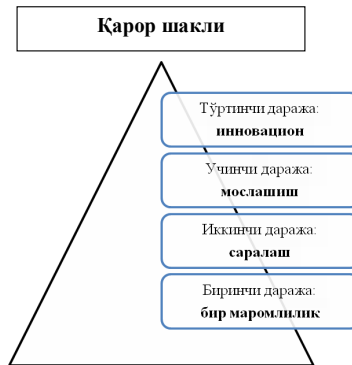 Қарор шакли
Тўртинчи даража:
инновацион
Учинчи даража:
мослашиш
Иккинчи даража:
саралаш
Биринчи даража:
бир маромлилик